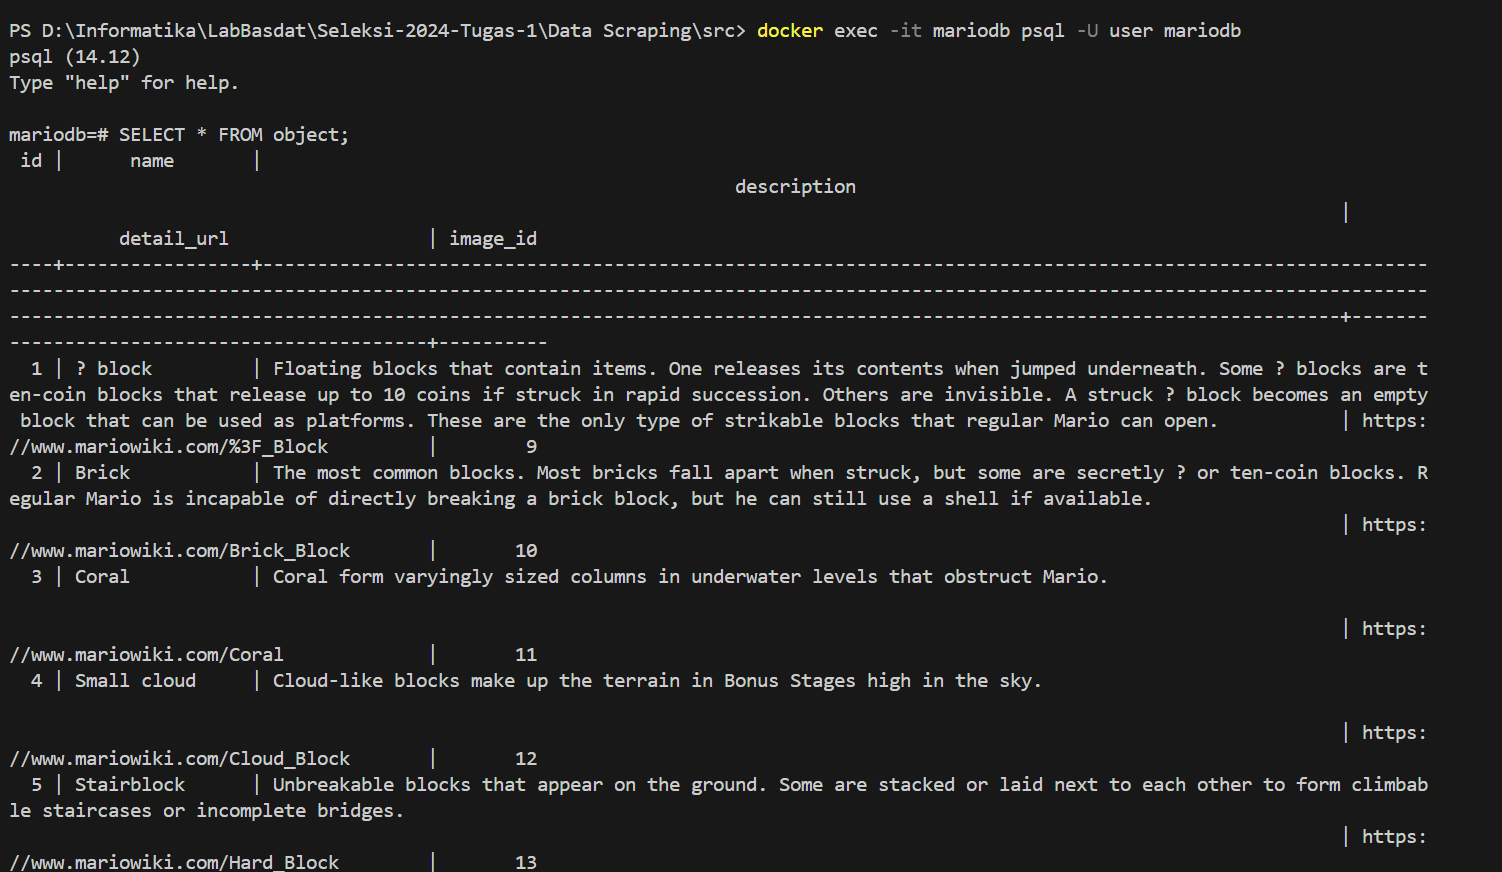 PS D:\Informatika\LabBasdat\Seleksi-2024-Tugas-1\Data Scraping\src> docker exec -it mariodb psql -U user mariodb
psql (14.12)
Type "help" for help.

mariodb=# SELECT * FROM object;
 id |      name       |
                                                                  description
                                                                                                                         |
          detail_url                  | image_id
----+-----------------+----------------------------------------------------------------------------------------------------------
---------------------------------------------------------------------------------------------------------------------------------
-------------------------------------------------------------------------------------------------------------------------+-------
--------------------------------------+----------
  1 | ? block         | Floating blocks that contain items. One releases its contents when jumped underneath. Some ? blocks are t
en-coin blocks that release up to 10 coins if struck in rapid succession. Others are invisible. A struck ? block becomes an empty
 block that can be used as platforms. These are the only type of strikable blocks that regular Mario can open.           | https:
//www.mariowiki.com/%3F_Block         |        9
  2 | Brick           | The most common blocks. Most bricks fall apart when struck, but some are secretly ? or ten-coin blocks. R
egular Mario is incapable of directly breaking a brick block, but he can still use a shell if available.
                                                                                                                         | https:
//www.mariowiki.com/Brick_Block       |       10
  3 | Coral           | Coral form varyingly sized columns in underwater levels that obstruct Mario.
                                                                                                                         | https:
//www.mariowiki.com/Coral             |       11
  4 | Small cloud     | Cloud-like blocks make up the terrain in Bonus Stages high in the sky.
                                                                                                                         | https:
//www.mariowiki.com/Cloud_Block       |       12
  5 | Stairblock      | Unbreakable blocks that appear on the ground. Some are stacked or laid next to each other to form climbab
le staircases or incomplete bridges.
                                                                                                                         | https:
//www.mariowiki.com/Hard_Block        |       13